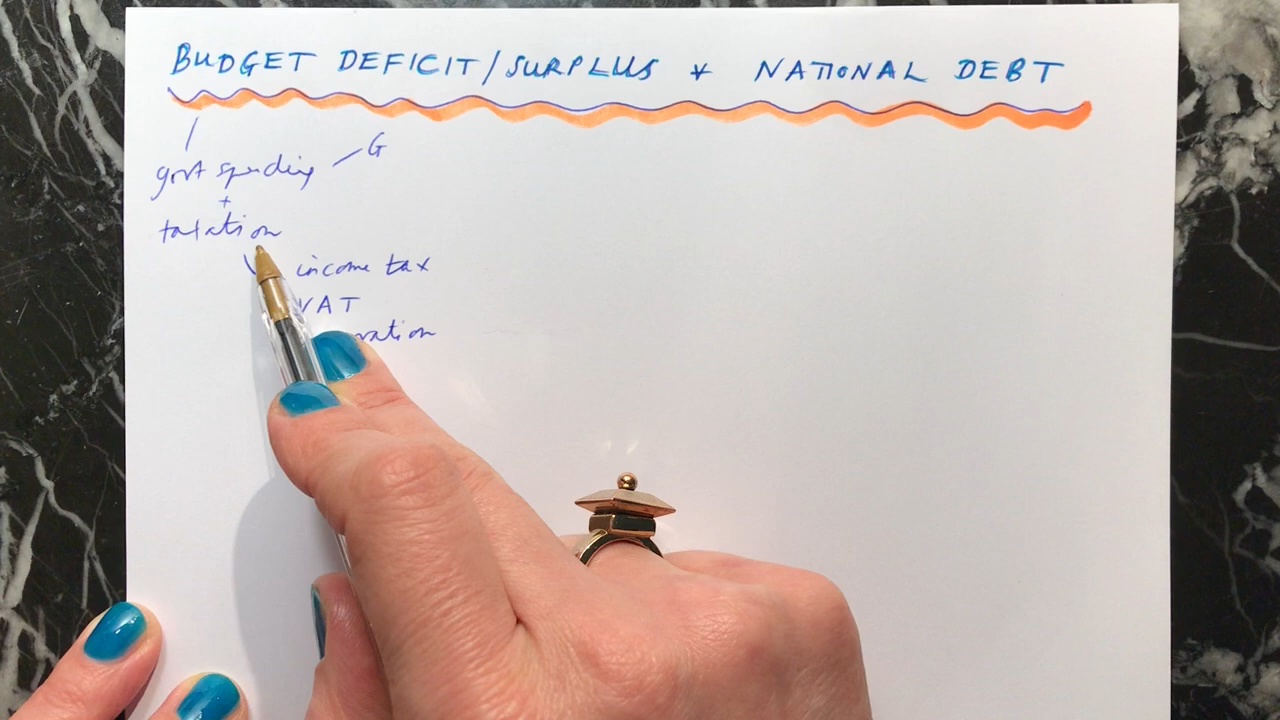 BUDGET DEFICIT/SURPLUS + NATIONAL DEBT
govt spending G
+
taxation
income tax
VAT